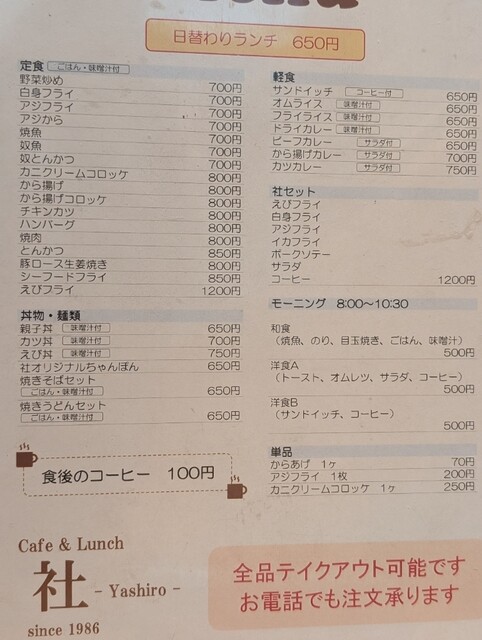 日替わりランチ 650円
定食 ごはん・味噌汁付
野菜炒め 700円
白身フライ 700円
アジフライ 700円
アジから 700円
焼魚 700円
奴魚 700円
奴とんかつ 700円
カニクリームコロッケ 800円
から揚げ 800円
から揚げコロッケ 800円
チキンカツ 800円
ハンバーグ 800円
焼肉 800円
とんかつ 850円
豚ロース生姜焼き 800円
シーフードフライ 850円
えびフライ 1200円
丼物・麺類
親子丼 味噌汁付 650円
カツ丼 味噌汁付 700円
えび丼 味噌汁付 750円
社オリジナルちゃんぽん 650円
焼きそばセット
ごはん・味噌汁付 650円
焼きうどんセット
ごはん・味噌汁付 650円
食後のコーヒー 100円
Cafe & Lunch
社 - Yashiro -
since 1986
軽食
サンドイッチ コーヒー付 650円
オムライス 味噌汁付 650円
フライライス 味噌汁付 650円
ドライカレー 味噌汁付 650円
ビーフカレー サラダ付 650円
から揚げカレー サラダ付 700円
カツカレー サラダ付 750円
社セット
えびフライ
白身フライ
アジフライ
イカフライ
ポークソテー
サラダ
コーヒー 1200円
モーニング 8:00〜10:30
和食
(焼魚、のり、目玉焼き、ごはん、味噌汁)
500円
洋食A
(トースト、オムレツ、サラダ、コーヒー)
500円
洋食B
(サンドイッチ、コーヒー)
500円
単品
からあげ 1ヶ 70円
アジフライ 1枚 200円
カニクリームコロッケ 1ヶ 250円
全品テイクアウト可能です
お電話でも注文承ります